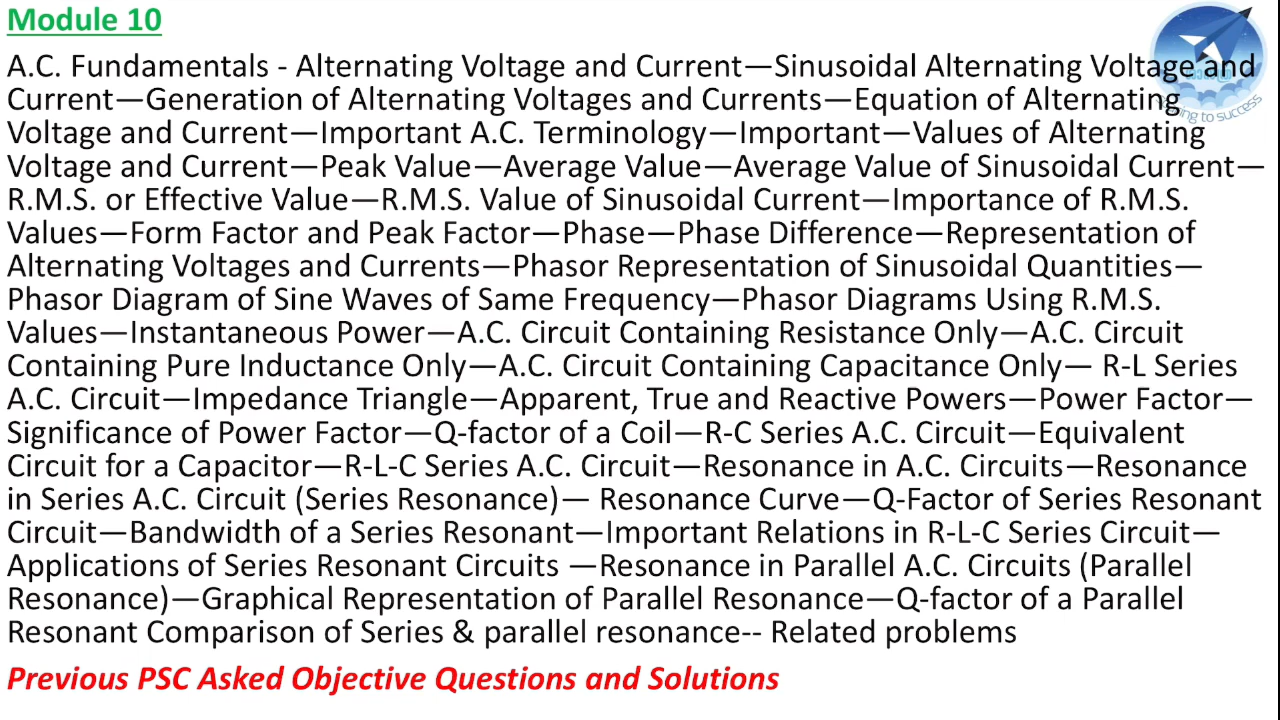 Module 10
A.C. Fundamentals - Alternating Voltage and Current—Sinusoidal Alternating Voltage and
Current—Generation of Alternating Voltages and Currents—Equation of Alternating
Voltage and Current—Important A.C. Terminology—Important—Values of Alternating
Voltage and Current—Peak Value—Average Value—Average Value of Sinusoidal Current—
R.M.S. or Effective Value—R.M.S. Value of Sinusoidal Current—Importance of R.M.S.
Values—Form Factor and Peak Factor—Phase—Phase Difference—Representation of
Alternating Voltages and Currents—Phasor Representation of Sinusoidal Quantities—
Phasor Diagram of Sine Waves of Same Frequency—Phasor Diagrams Using R.M.S.
Values—Instantaneous Power—A.C. Circuit Containing Resistance Only—A.C. Circuit
Containing Pure Inductance Only—A.C. Circuit Containing Capacitance Only— R-L Series
A.C. Circuit—Impedance Triangle—Apparent, True and Reactive Powers—Power Factor—
Significance of Power Factor—Q-factor of a Coil—R-C Series A.C. Circuit—Equivalent
Circuit for a Capacitor—R-L-C Series A.C. Circuit—Resonance in A.C. Circuits—Resonance
in Series A.C. Circuit (Series Resonance)— Resonance Curve—Q-Factor of Series Resonant
Circuit—Bandwidth of a Series Resonant—Important Relations in R-L-C Series Circuit—
Applications of Series Resonant Circuits —Resonance in Parallel A.C. Circuits (Parallel
Resonance)—Graphical Representation of Parallel Resonance—Q-factor of a Parallel
Resonant Comparison of Series & parallel resonance-- Related problems
Previous PSC Asked Objective Questions and Solutions
to success